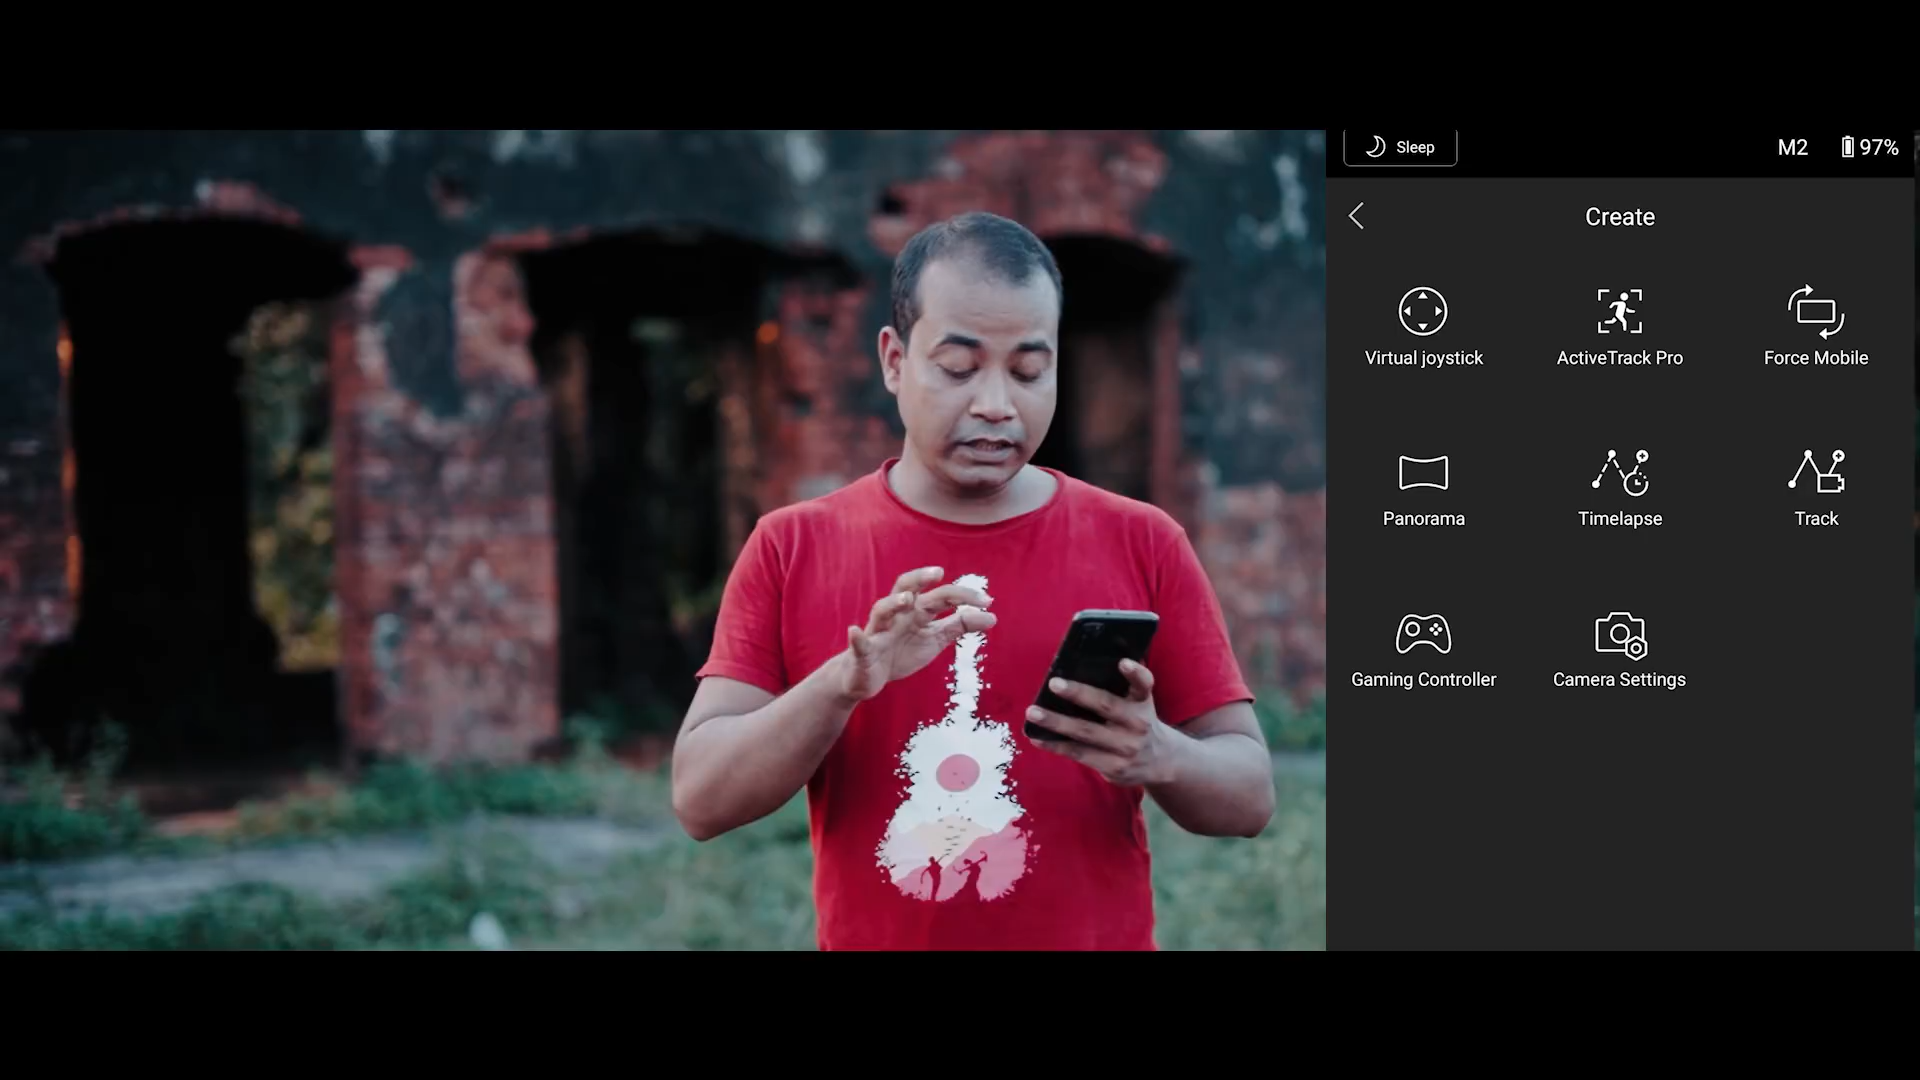 Sleep
M2 97%
Create
Virtual joystick
ActiveTrack Pro
Force Mobile
Panorama
Timelapse
Track
Gaming Controller
Camera Settings